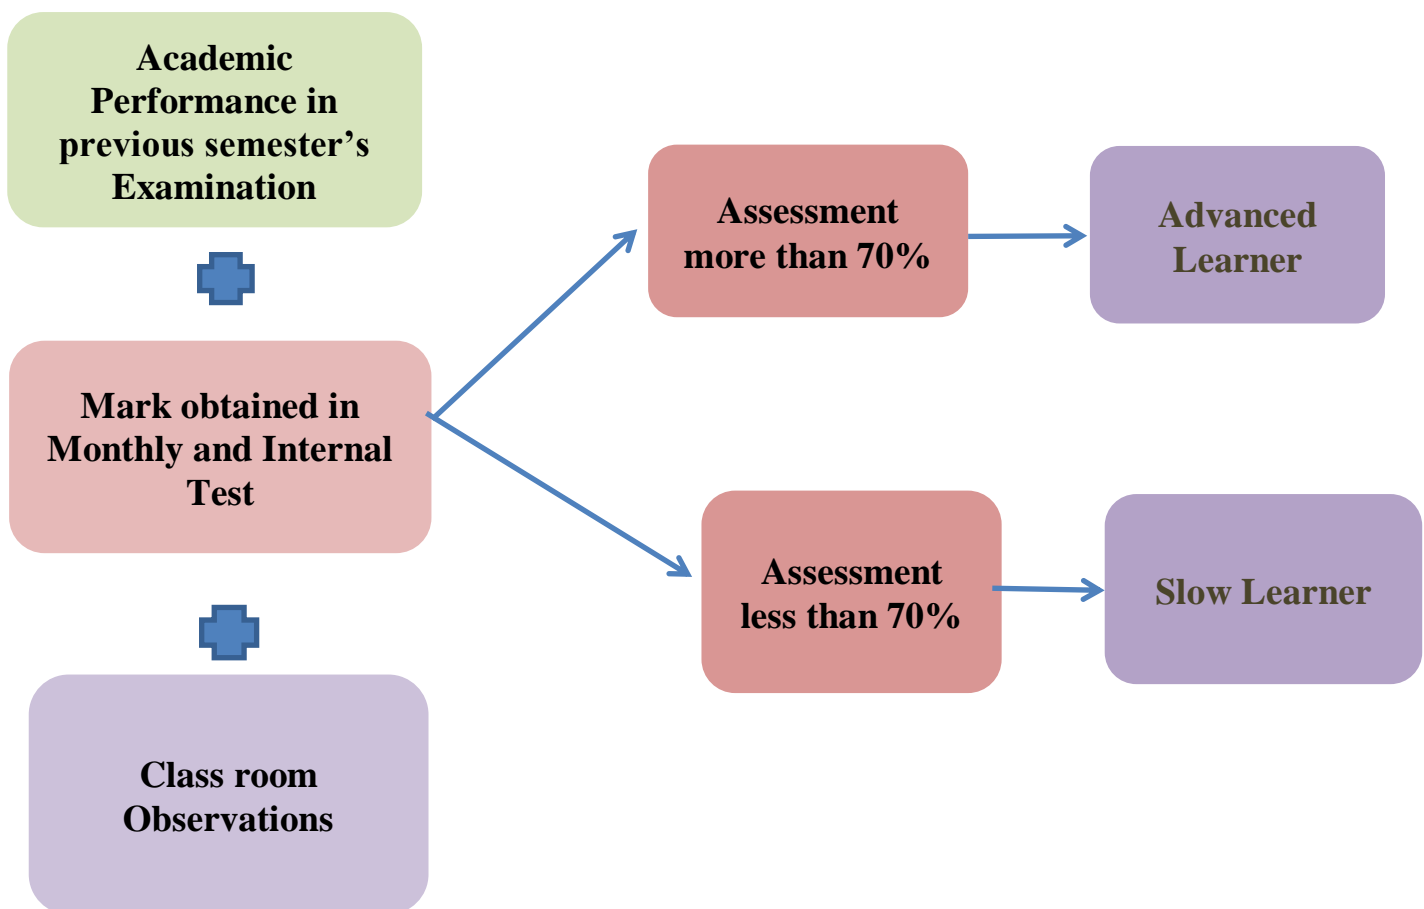 Academic
Performance in
previous semester’s
Examination
Mark obtained in
Monthly and Internal
Test
Class room
Observations
Assessment
more than 70%
Advanced
Learner
Assessment
less than 70%
Slow Learner